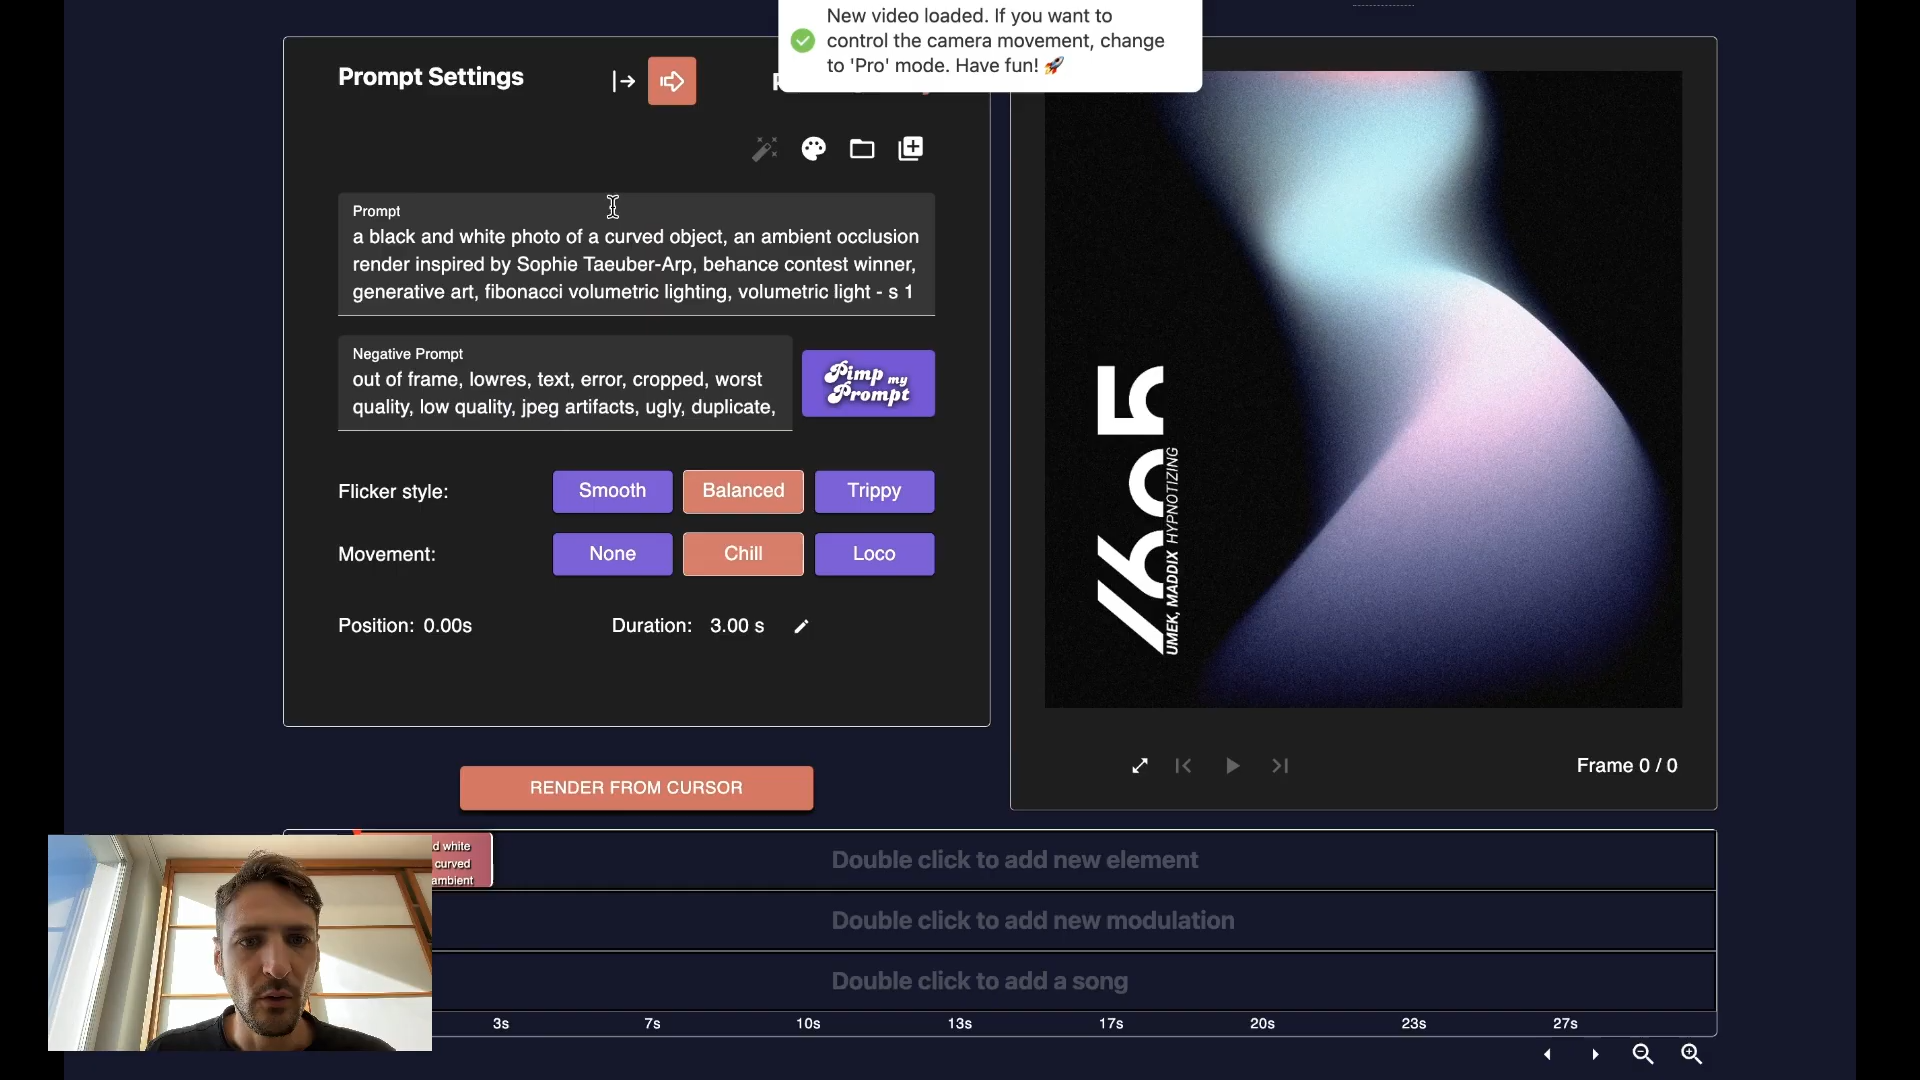 New video loaded. If you want to
control the camera movement, change
to 'Pro' mode. Have fun! 🚀
Prompt Settings
Prompt
a black and white photo of a curved object, an ambient occlusion
render inspired by Sophie Taeuber-Arp, behance contest winner,
generative art, fibonacci volumetric lighting, volumetric light - s 1
Negative Prompt
out of frame, lowres, text, error, cropped, worst
quality, low quality, jpeg artifacts, ugly, duplicate,
Pimp my
Prompt
Flicker style:
Smooth
Balanced
Trippy
Movement:
None
Chill
Loco
Position: 0.00s
Duration: 3.00 s
RENDER FROM CURSOR
1605
UMEK, MADDIX HYPNOTIZING
Frame 0 / 0
d white
curved
ambient
Double click to add new element
Double click to add new modulation
Double click to add a song
3s
7s
10s
13s
17s
20s
23s
27s